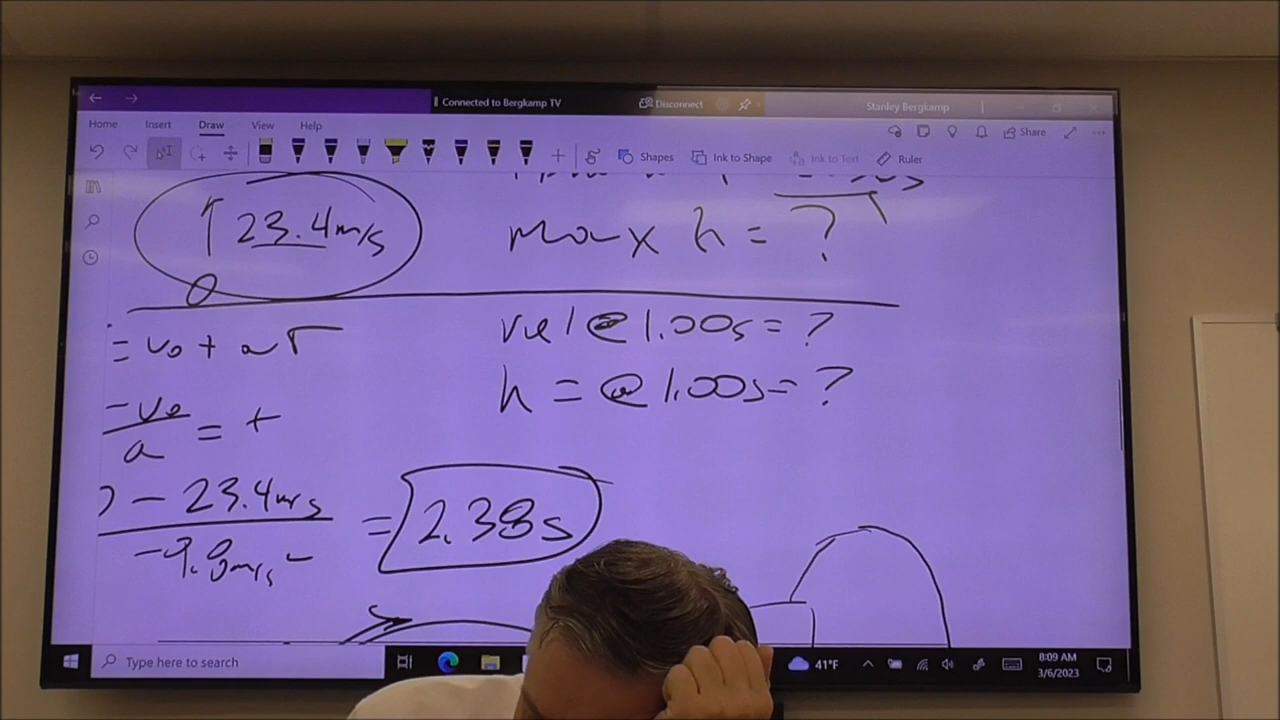 Connected to Bergkamp TV
Disconnect
Stanley Bergkamp
Home Insert Draw View Help
Share
Shapes
Ink to Shape
Ink to Text
Ruler
↑ 23.4m/s
max h = ?
= v₀ + at
vel @ 1.00s = ?
h = @ 1.00s = ?
-v₀/a = t
- 23.4m/s / -9.8m/s² = 2.38s
Type here to search
41°F
8:09 AM
3/6/2023